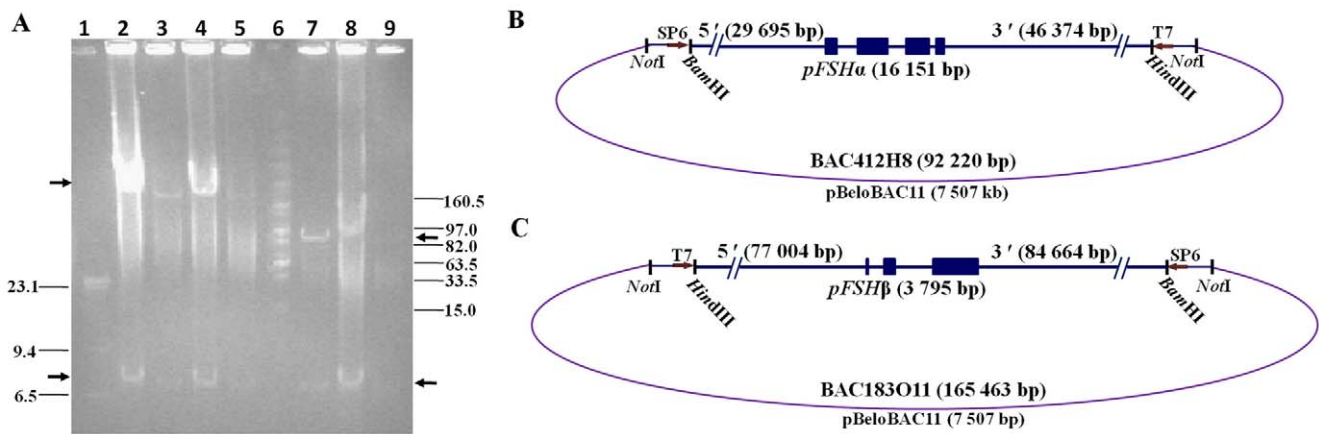 A
1 2 3 4 5 6 7 8 9
23.1
9.4
6.5
160.5
97.0
82.0
63.5
33.5
15.0
B
SP6 5 ′ (29 695 bp) 3 ′ (46 374 bp) T7
NotI BamHI pFSHα (16 151 bp) HindIII NotI
BAC412H8 (92 220 bp)
pBeloBAC11 (7 507 kb)
C
T7 5 ′ (77 004 bp) 3 ′ (84 664 bp) SP6
NotI HindIII pFSHβ (3 795 bp) BamHI NotI
BAC183O11 (165 463 bp)
pBeloBAC11 (7 507 bp)